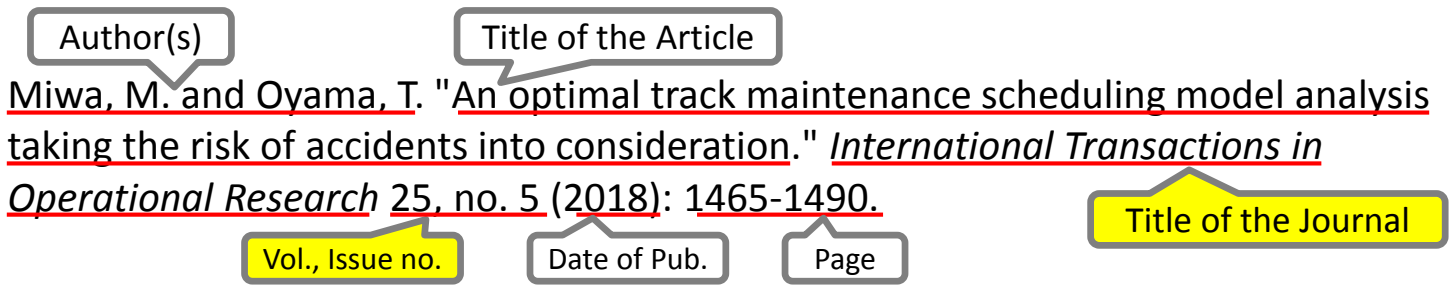 Author(s)
Title of the Article
Miwa, M. and Oyama, T. "An optimal track maintenance scheduling model analysis
taking the risk of accidents into consideration." International Transactions in
Operational Research 25, no. 5 (2018): 1465-1490.
Title of the Journal
Vol., Issue no.
Date of Pub.
Page